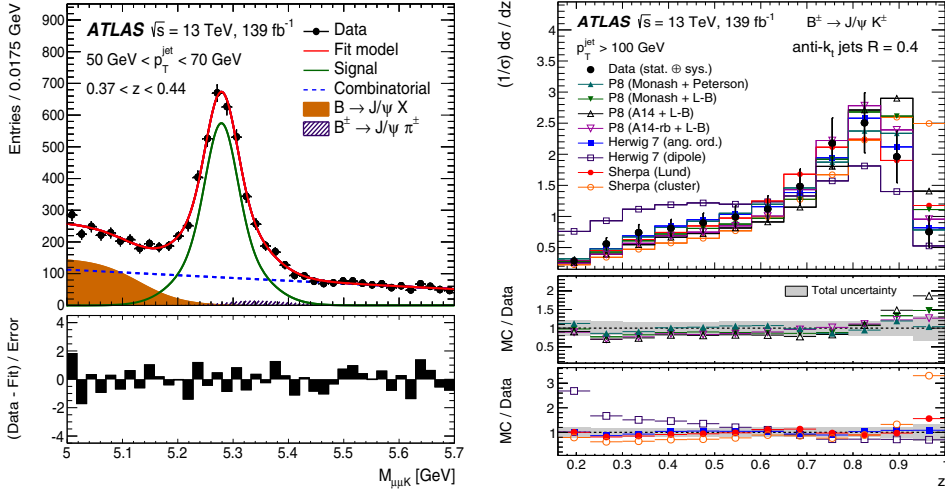 ATLAS √s = 13 TeV, 139 fb⁻¹
50 GeV < p_T^jet < 70 GeV
0.37 < z < 0.44
Data
Fit model
Signal
Combinatorial
B → J/ψ X
B± → J/ψ π±
Entries / 0.0175 GeV
900
800
700
600
500
400
300
200
100
0
(Data - Fit) / Error
4
2
0
-2
-4
5 5.1 5.2 5.3 5.4 5.5 5.6 5.7
M_μμK [GeV]
ATLAS √s = 13 TeV, 139 fb⁻¹ B± → J/ψ K±
p_T^jet > 100 GeV anti-k_t jets R = 0.4
Data (stat. ⊕ sys.)
P8 (Monash + Peterson)
P8 (Monash + L-B)
P8 (A14 + L-B)
P8 (A14-rb + L-B)
Herwig 7 (ang. ord.)
Herwig 7 (dipole)
Sherpa (Lund)
Sherpa (cluster)
(1/σ) dσ / dz
4
3.5
3
2.5
2
1.5
1
0.5
MC / Data
2
1.5
1
0.5
Total uncertainty
MC / Data
3
2
1
0.2 0.3 0.4 0.5 0.6 0.7 0.8 0.9 1
z